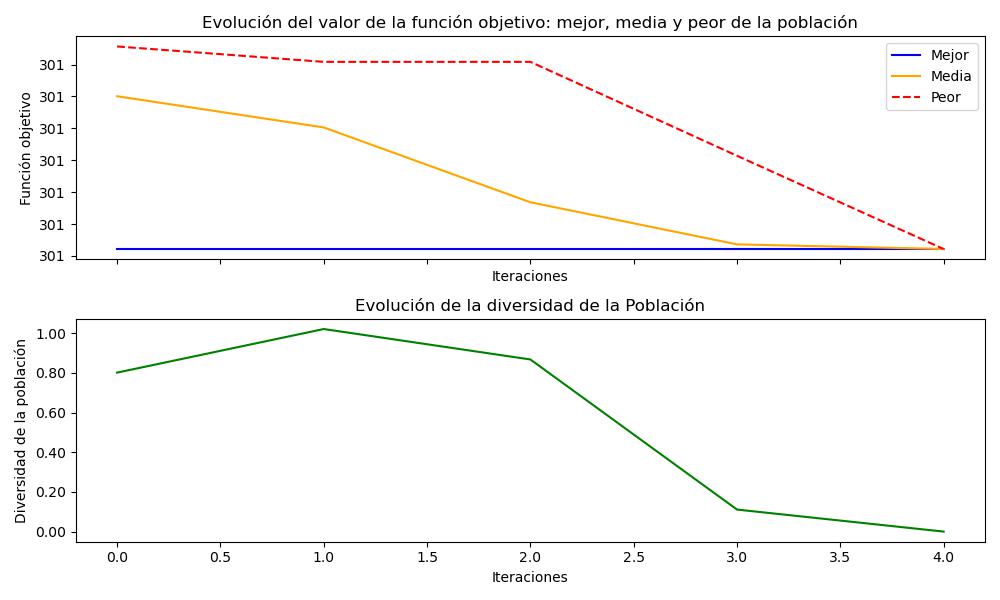 Evolución del valor de la función objetivo: mejor, media y peor de la población
Función objetivo
301
301
301
301
301
301
301
Mejor
Media
Peor
Iteraciones
Evolución de la diversidad de la Población
Diversidad de la población
1.00
0.80
0.60
0.40
0.20
0.00
0.0 0.5 1.0 1.5 2.0 2.5 3.0 3.5 4.0
Iteraciones